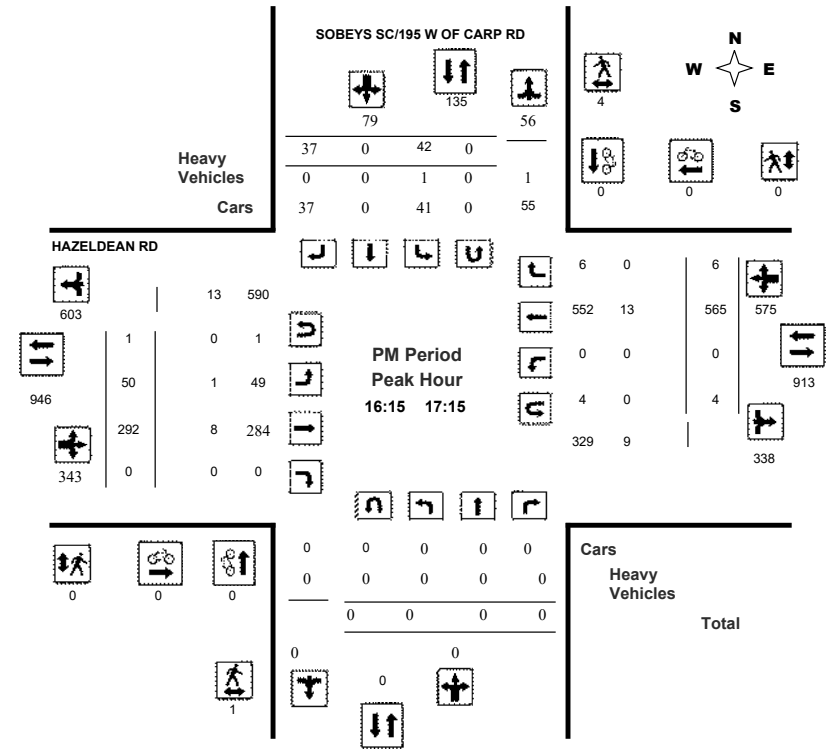 SOBEYS SC/195 W OF CARP RD
N
W E
S
135
4
79 56
37 0 42 0
Heavy
Vehicles
0 0 1 0 1
0 0 0
Cars
37 0 41 0 55
HAZELDEAN RD
603
13 590
6 0 6
552 13 565 575
1 0 1
PM Period
Peak Hour
16:15 17:15
0 0 0
913
946
50 1 49
4 0 4
292 8 284
329 9
338
343
0 0 0
0 0 0 0 0
Cars
0 0 0 0 0
Heavy
Vehicles
0 0 0
0 0 0 0
Total
0 0
0
1